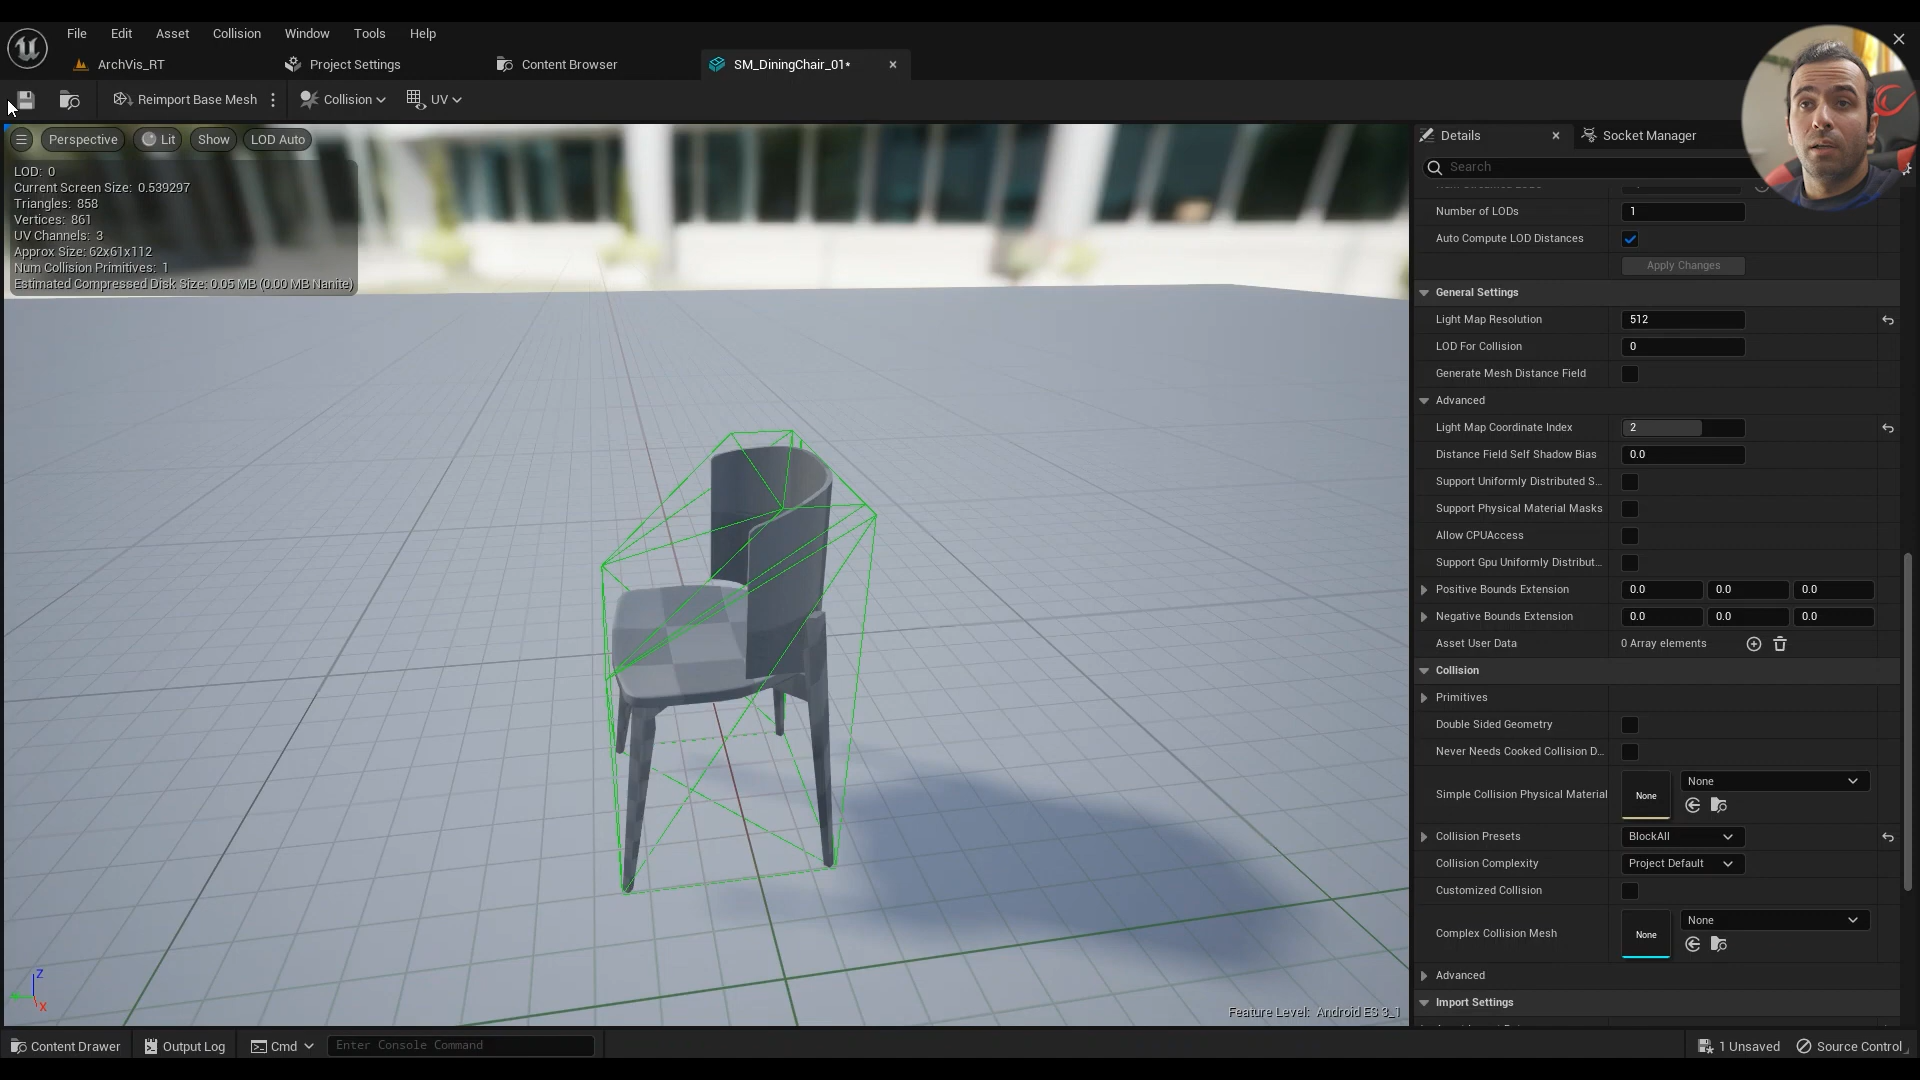 File Edit Asset Collision Window Tools Help
ArchVis_RT Project Settings Content Browser SM_DiningChair_01*
Reimport Base Mesh Collision UV
Perspective Lit Show LOD Auto
LOD: 0
Current Screen Size: 0.539297
Triangles: 858
Vertices: 861
UV Channels: 3
Approx Size: 62x61x112
Num Collision Primitives: 1
Estimated Compressed Disk Size: 0.05 MB (0.00 MB Nanite)
Z
X
Feature Level: Android ES 3_1
Details Socket Manager
Search
Number of LODs 1
Auto Compute LOD Distances
Apply Changes
General Settings
Light Map Resolution 512
LOD For Collision 0
Generate Mesh Distance Field
Advanced
Light Map Coordinate Index 2
Distance Field Self Shadow Bias 0.0
Support Uniformly Distributed S...
Support Physical Material Masks
Allow CPUAccess
Support Gpu Uniformly Distribut...
Positive Bounds Extension 0.0 0.0 0.0
Negative Bounds Extension 0.0 0.0 0.0
Asset User Data 0 Array elements
Collision
Primitives
Double Sided Geometry
Never Needs Cooked Collision D...
Simple Collision Physical Material None None
Collision Presets BlockAll
Collision Complexity Project Default
Customized Collision
Complex Collision Mesh None None
Advanced
Import Settings
Content Drawer Output Log Cmd Enter Console Command 1 Unsaved Source Control